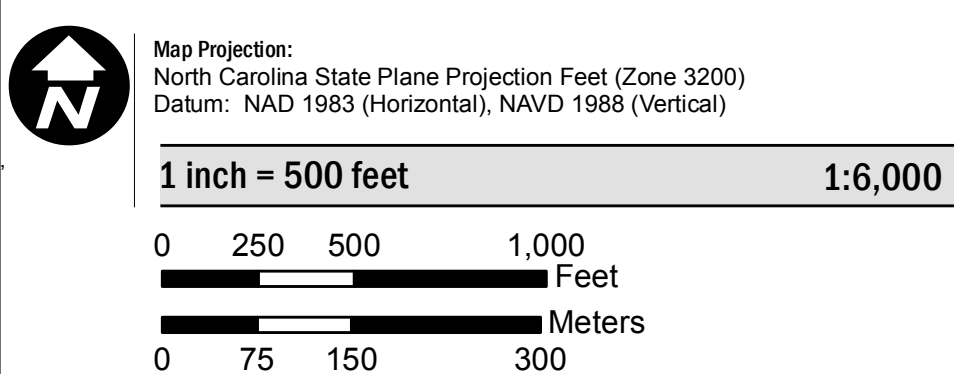 N
Map Projection:
North Carolina State Plane Projection Feet (Zone 3200)
Datum: NAD 1983 (Horizontal), NAVD 1988 (Vertical)
,
1 inch = 500 feet 1:6,000
0 250 500 1,000
Feet
Meters
0 75 150 300